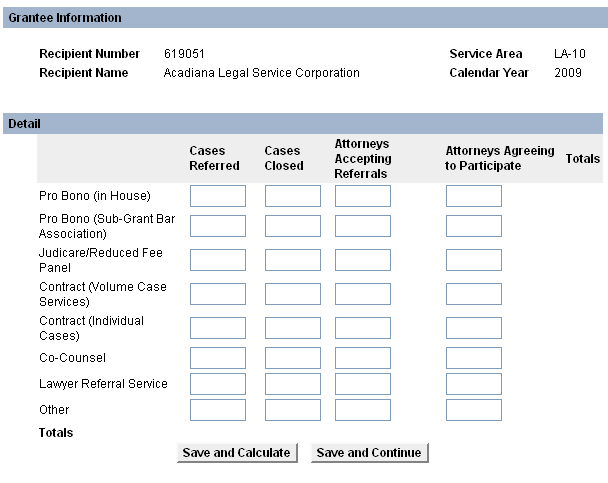 Grantee Information
Recipient Number 619051 Service Area LA-10
Recipient Name Acadiana Legal Service Corporation Calendar Year 2009
Detail
Cases Referred Cases Closed Attorneys Accepting Referrals Attorneys Agreeing to Participate Totals
Pro Bono (in House)
Pro Bono (Sub-Grant Bar
Association)
Judicare/Reduced Fee
Panel
Contract (Volume Case
Services)
Contract (Individual
Cases)
Co-Counsel
Lawyer Referral Service
Other
Totals
Save and Calculate Save and Continue